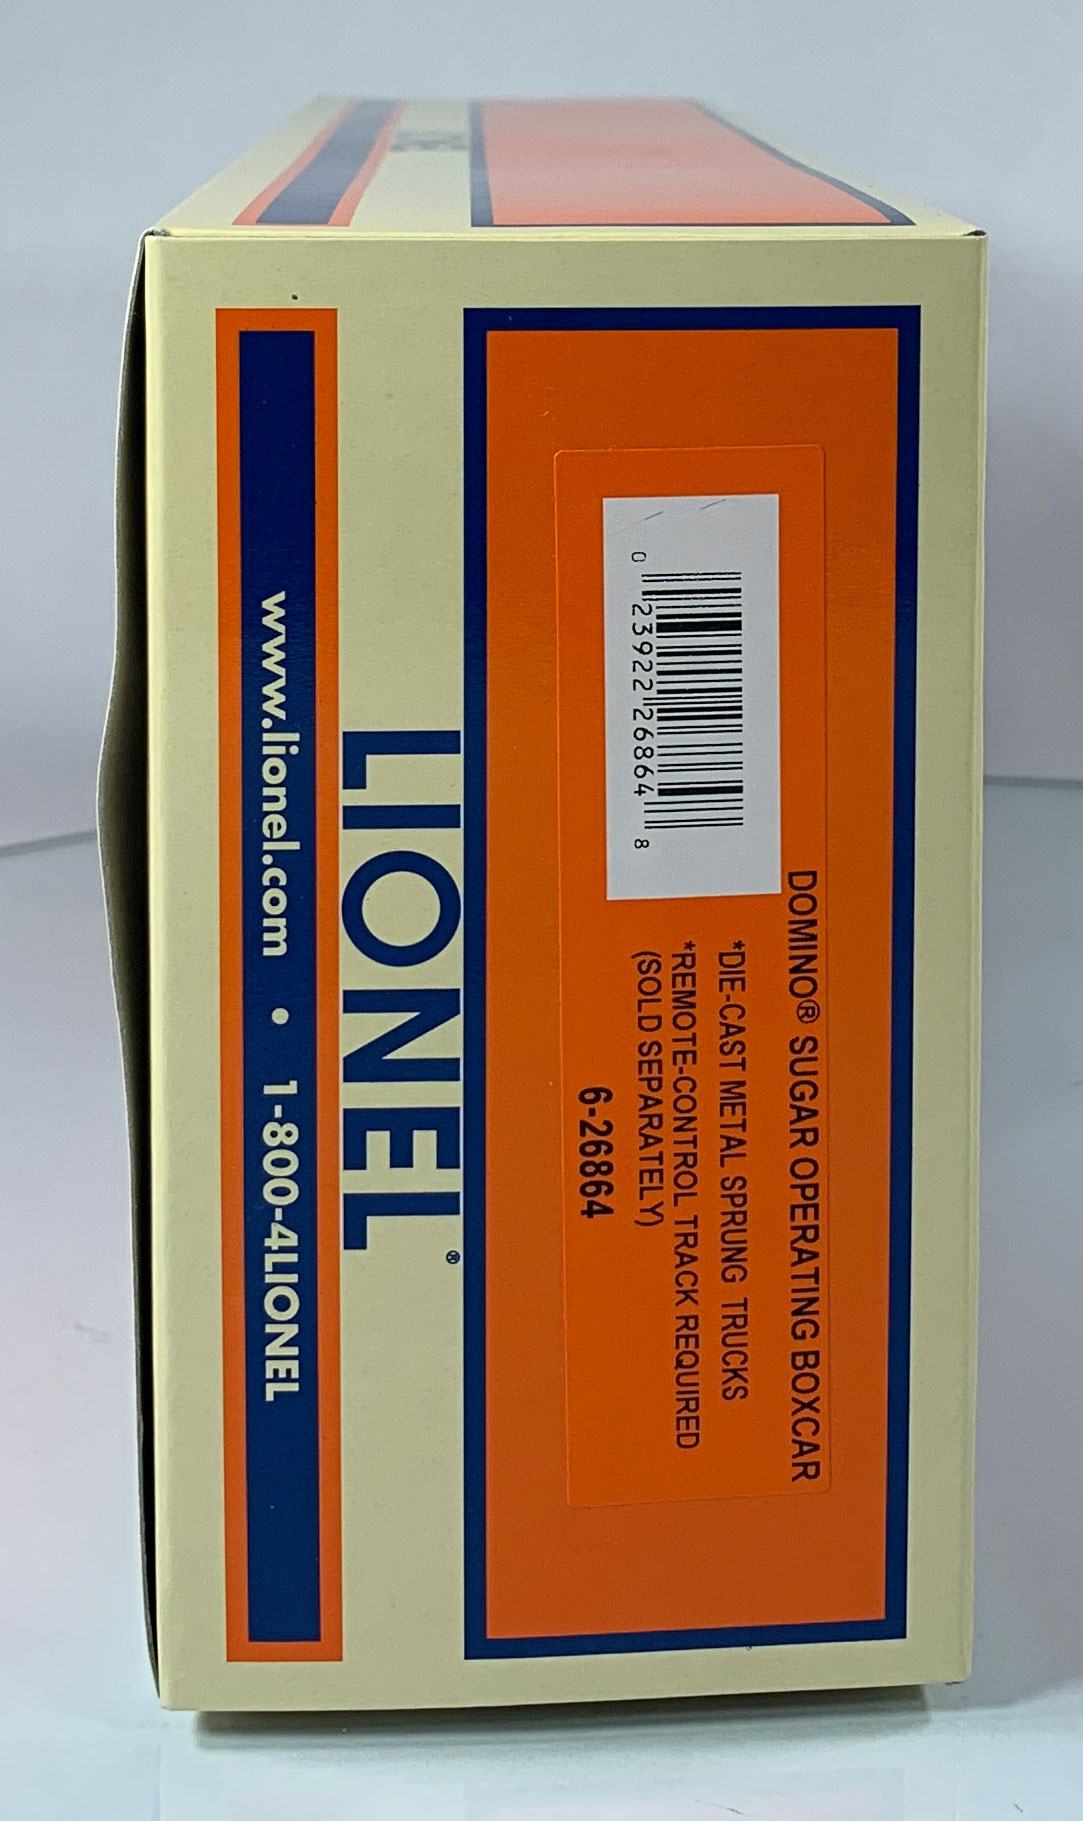 DOMINO® SUGAR OPERATING BOXCAR
*DIE-CAST METAL SPRUNG TRUCKS
*REMOTE-CONTROL TRACK REQUIRED
(SOLD SEPARATELY)
6-26864
0 23922 26864 8
LIONEL®
www.lionel.com • 1-800-4LIONEL